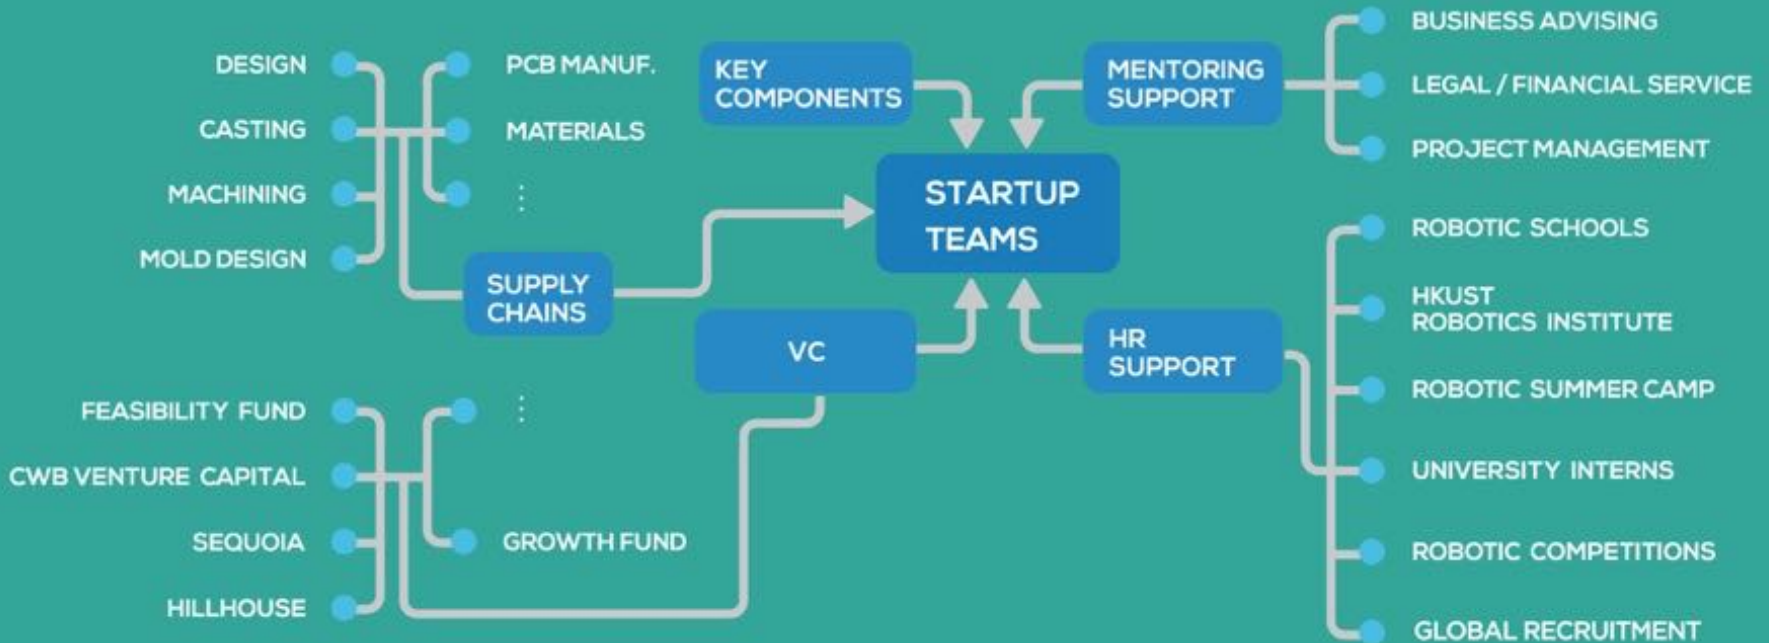 DESIGN
CASTING
MACHINING
MOLD DESIGN
PCB MANUF.
MATERIALS
⋮
SUPPLY
CHAINS
KEY
COMPONENTS
MENTORING
SUPPORT
BUSINESS ADVISING
LEGAL / FINANCIAL SERVICE
PROJECT MANAGEMENT
STARTUP
TEAMS
VC
HR
SUPPORT
FEASIBILITY FUND
CWB VENTURE CAPITAL
SEQUOIA
HILLHOUSE
⋮
GROWTH FUND
ROBOTIC SCHOOLS
HKUST
ROBOTICS INSTITUTE
ROBOTIC SUMMER CAMP
UNIVERSITY INTERNS
ROBOTIC COMPETITIONS
GLOBAL RECRUITMENT